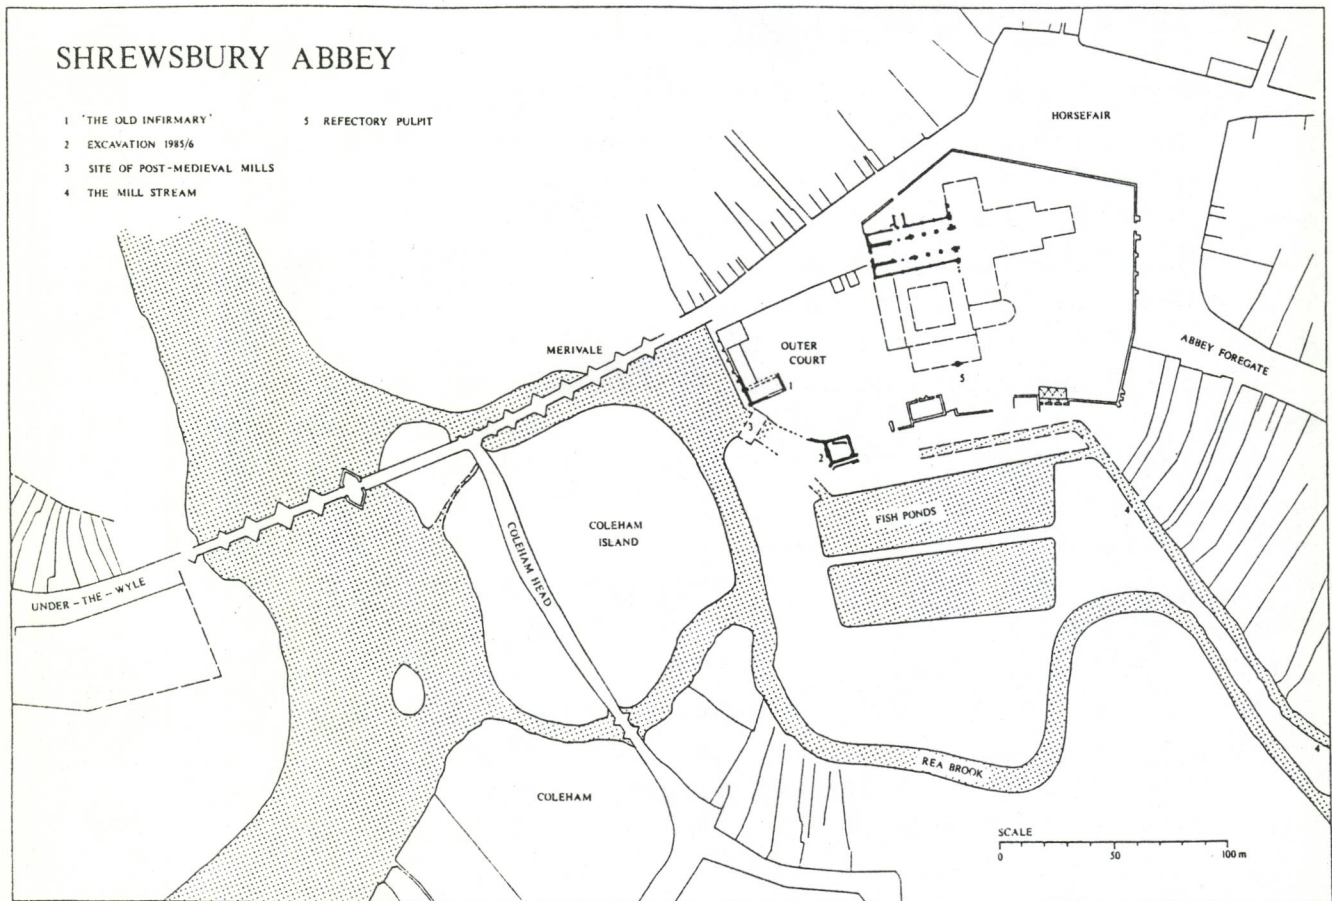 SHREWSBURY ABBEY
1 'THE OLD INFIRMARY'
2 EXCAVATION 1985/6
3 SITE OF POST-MEDIEVAL MILLS
4 THE MILL STREAM
5 REFECTORY PULPIT
HORSEFAIR
MERIVALE
OUTER
COURT
1
5
ABBEY FOREGATE
3
2
FISH PONDS
4
COLEHAM
ISLAND
COLEHAM HEAD
UNDER-THE-WYLE
REA BROOK
4
COLEHAM
SCALE
0 50 100 m